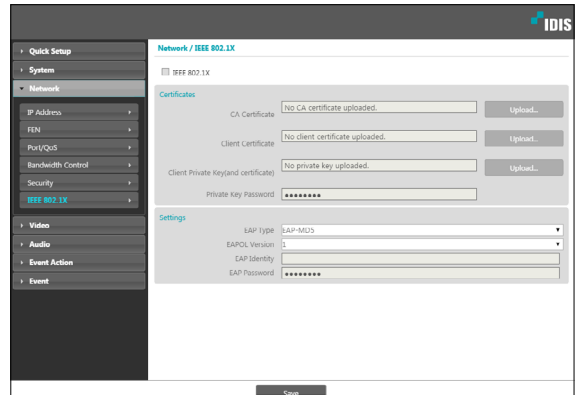 IDIS
Quick Setup
System
Network
IP Address
FEN
Port/QoS
Bandwidth Control
Security
IEEE 802.1X
Video
Audio
Event Action
Event
Network / IEEE 802.1X
IEEE 802.1X
Certificates
CA Certificate No CA certificate uploaded. Upload...
Client Certificate No client certificate uploaded. Upload...
Client Private Key(and certificate) No private key uploaded. Upload...
Private Key Password ••••••••
Settings
EAP Type EAP-MD5
EAPOL Version 1
EAP Identity
EAP Password ••••••••
Save